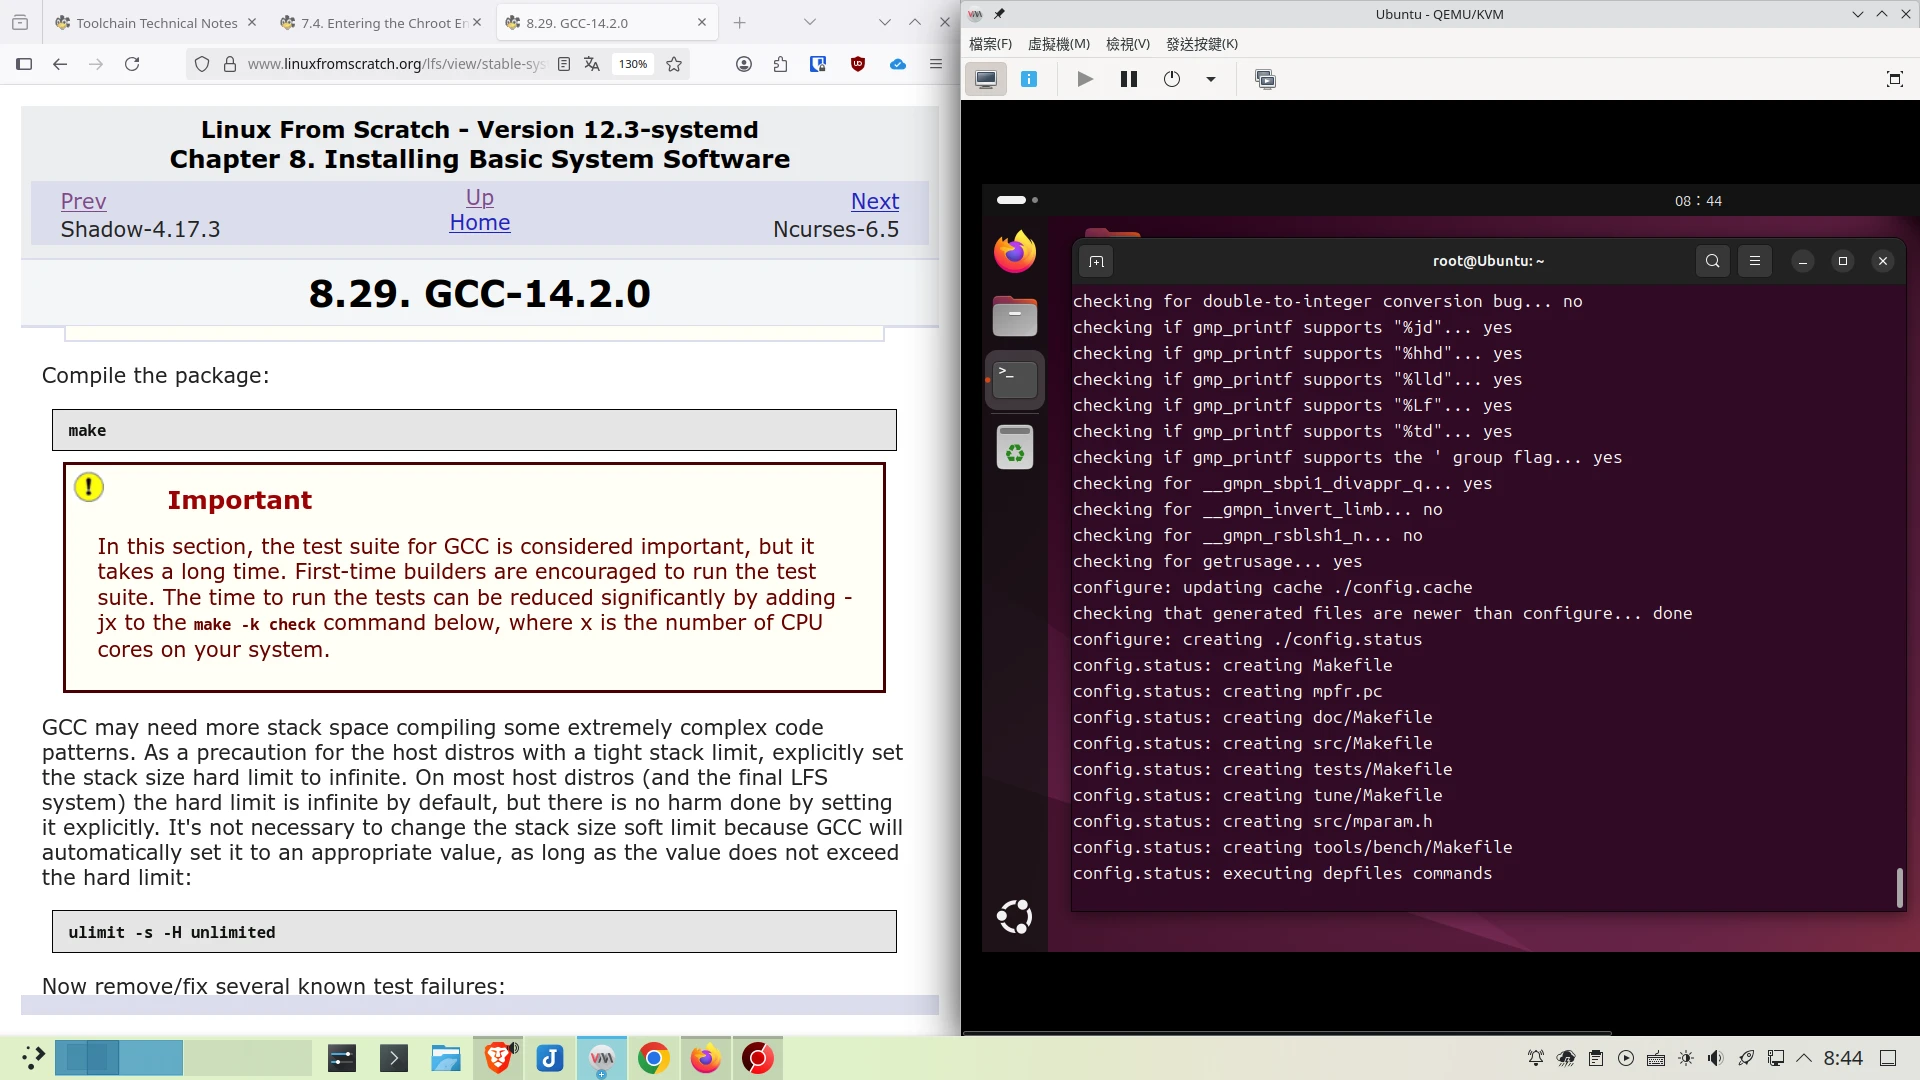 Toolchain Technical Notes
7.4. Entering the Chroot En
8.29. GCC-14.2.0
www.linuxfromscratch.org/lfs/view/stable-sys
130%
Linux From Scratch - Version 12.3-systemd
Chapter 8. Installing Basic System Software
Prev
Up
Next
Shadow-4.17.3
Home
Ncurses-6.5
8.29. GCC-14.2.0
Compile the package:
make
Important
In this section, the test suite for GCC is considered important, but it
takes a long time. First-time builders are encouraged to run the test
suite. The time to run the tests can be reduced significantly by adding -
jx to the make -k check command below, where x is the number of CPU
cores on your system.
GCC may need more stack space compiling some extremely complex code
patterns. As a precaution for the host distros with a tight stack limit, explicitly set
the stack size hard limit to infinite. On most host distros (and the final LFS
system) the hard limit is infinite by default, but there is no harm done by setting
it explicitly. It's not necessary to change the stack size soft limit because GCC will
automatically set it to an appropriate value, as long as the value does not exceed
the hard limit:
ulimit -s -H unlimited
Now remove/fix several known test failures:
Ubuntu - QEMU/KVM
檔案(F) 虛擬機(M) 檢視(V) 發送按鍵(K)
08：44
root@Ubuntu: ~
checking for double-to-integer conversion bug... no
checking if gmp_printf supports "%jd"... yes
checking if gmp_printf supports "%hhd"... yes
checking if gmp_printf supports "%lld"... yes
checking if gmp_printf supports "%Lf"... yes
checking if gmp_printf supports "%td"... yes
checking if gmp_printf supports the ' group flag... yes
checking for __gmpn_sbpi1_divappr_q... yes
checking for __gmpn_invert_limb... no
checking for __gmpn_rsblsh1_n... no
checking for getrusage... yes
configure: updating cache ./config.cache
checking that generated files are newer than configure... done
configure: creating ./config.status
config.status: creating Makefile
config.status: creating mpfr.pc
config.status: creating doc/Makefile
config.status: creating src/Makefile
config.status: creating tests/Makefile
config.status: creating tune/Makefile
config.status: creating src/mparam.h
config.status: creating tools/bench/Makefile
config.status: executing depfiles commands
8:44